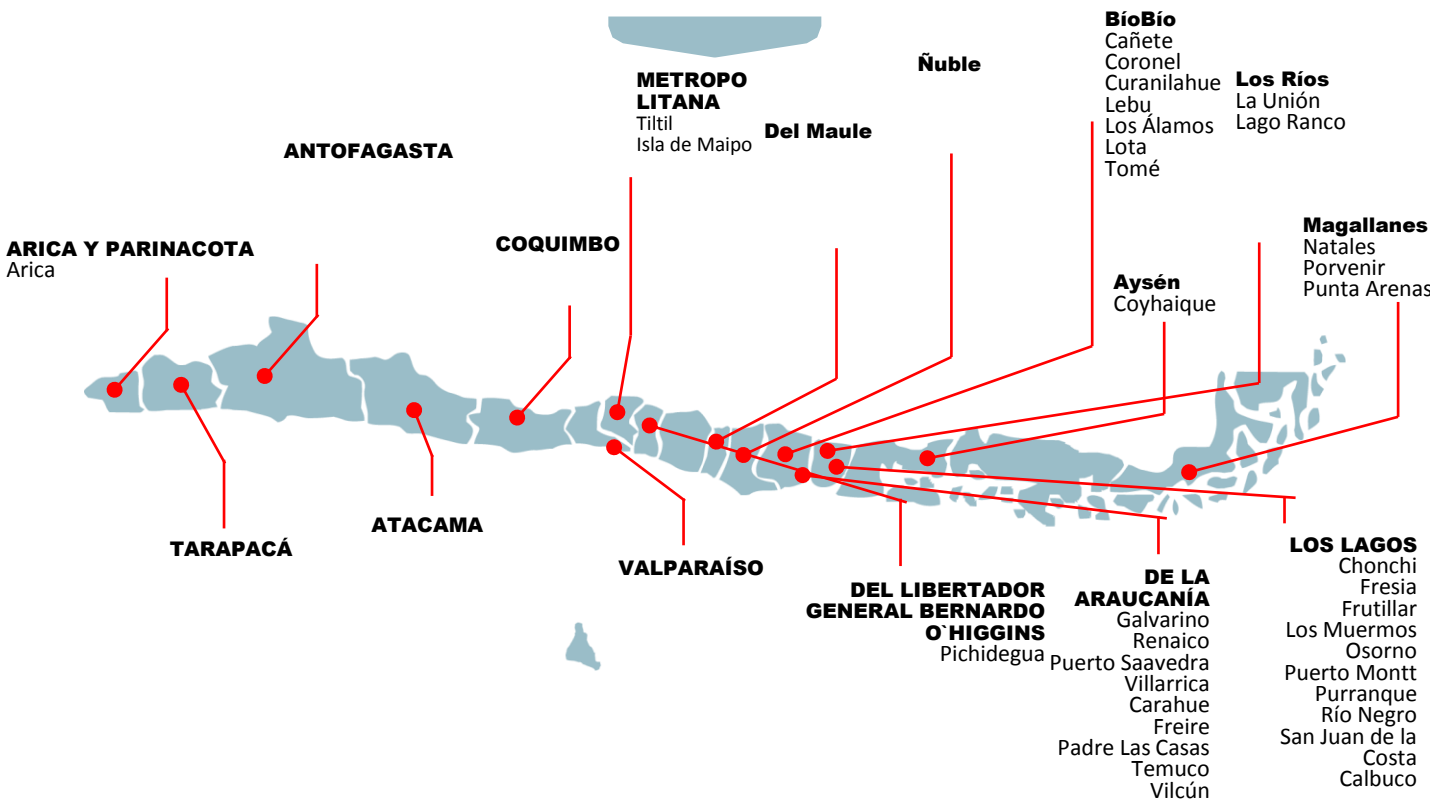 ARICA Y PARINACOTA
Arica
TARAPACÁ
ANTOFAGASTA
ATACAMA
COQUIMBO
METROPO
LITANA
Tiltil
Isla de Maipo
VALPARAÍSO
Del Maule
DEL LIBERTADOR
GENERAL BERNARDO
O`HIGGINS
Pichidegua
Ñuble
BíoBío
Cañete
Coronel
Curanilahue
Lebu
Los Álamos
Lota
Tomé
DE LA
ARAUCANÍA
Galvarino
Renaico
Puerto Saavedra
Villarrica
Carahue
Freire
Padre Las Casas
Temuco
Vilcún
Los Ríos
La Unión
Lago Ranco
LOS LAGOS
Chonchi
Fresia
Frutillar
Los Muermos
Osorno
Puerto Montt
Purranque
Río Negro
San Juan de la
Costa
Calbuco
Aysén
Coyhaique
Magallanes
Natales
Porvenir
Punta Arenas